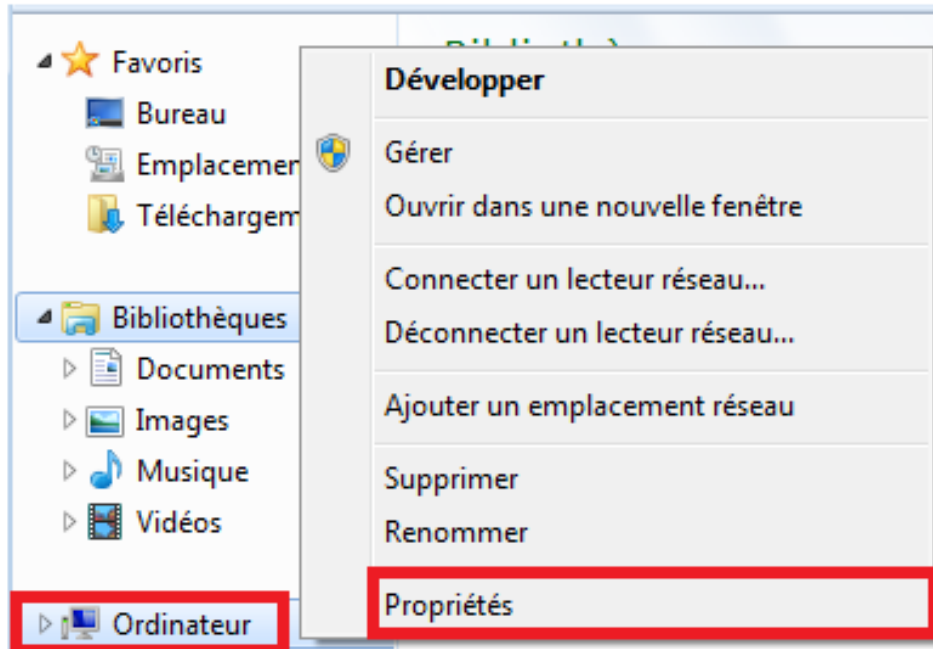 Favoris
Bureau
Téléchargem
Bibliothèques
Documents
Images
Musique
Vidéos
Ordinateur
Développer
Gérer
Ouvrir dans une nouvelle fenêtre
Connecter un lecteur réseau...
Déconnecter un lecteur réseau...
Ajouter un emplacement réseau
Supprimer
Renommer
Propriétés